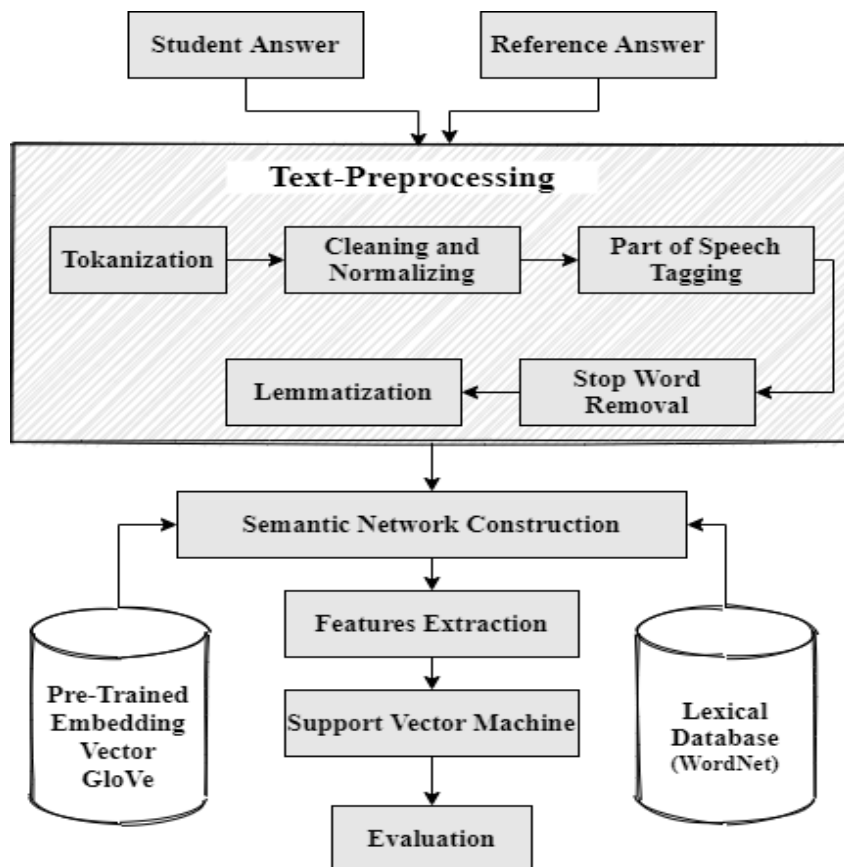 Student Answer
Reference Answer
Text-Preprocessing
Tokanization
Cleaning and
Normalizing
Part of Speech
Tagging
Lemmatization
Stop Word
Removal
Semantic Network Construction
Features Extraction
Pre-Trained
Embedding
Vector
GloVe
Support Vector Machine
Lexical
Database
(WordNet)
Evaluation